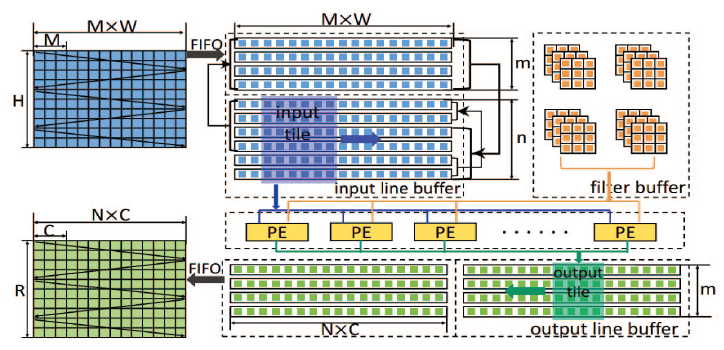 M×W
M
H
FIFO
M×W
m
input
tile
n
input line buffer
filter buffer
PE
PE
PE
· · · · · ·
PE
N×C
C
R
FIFO
N×C
output
tile
m
output line buffer